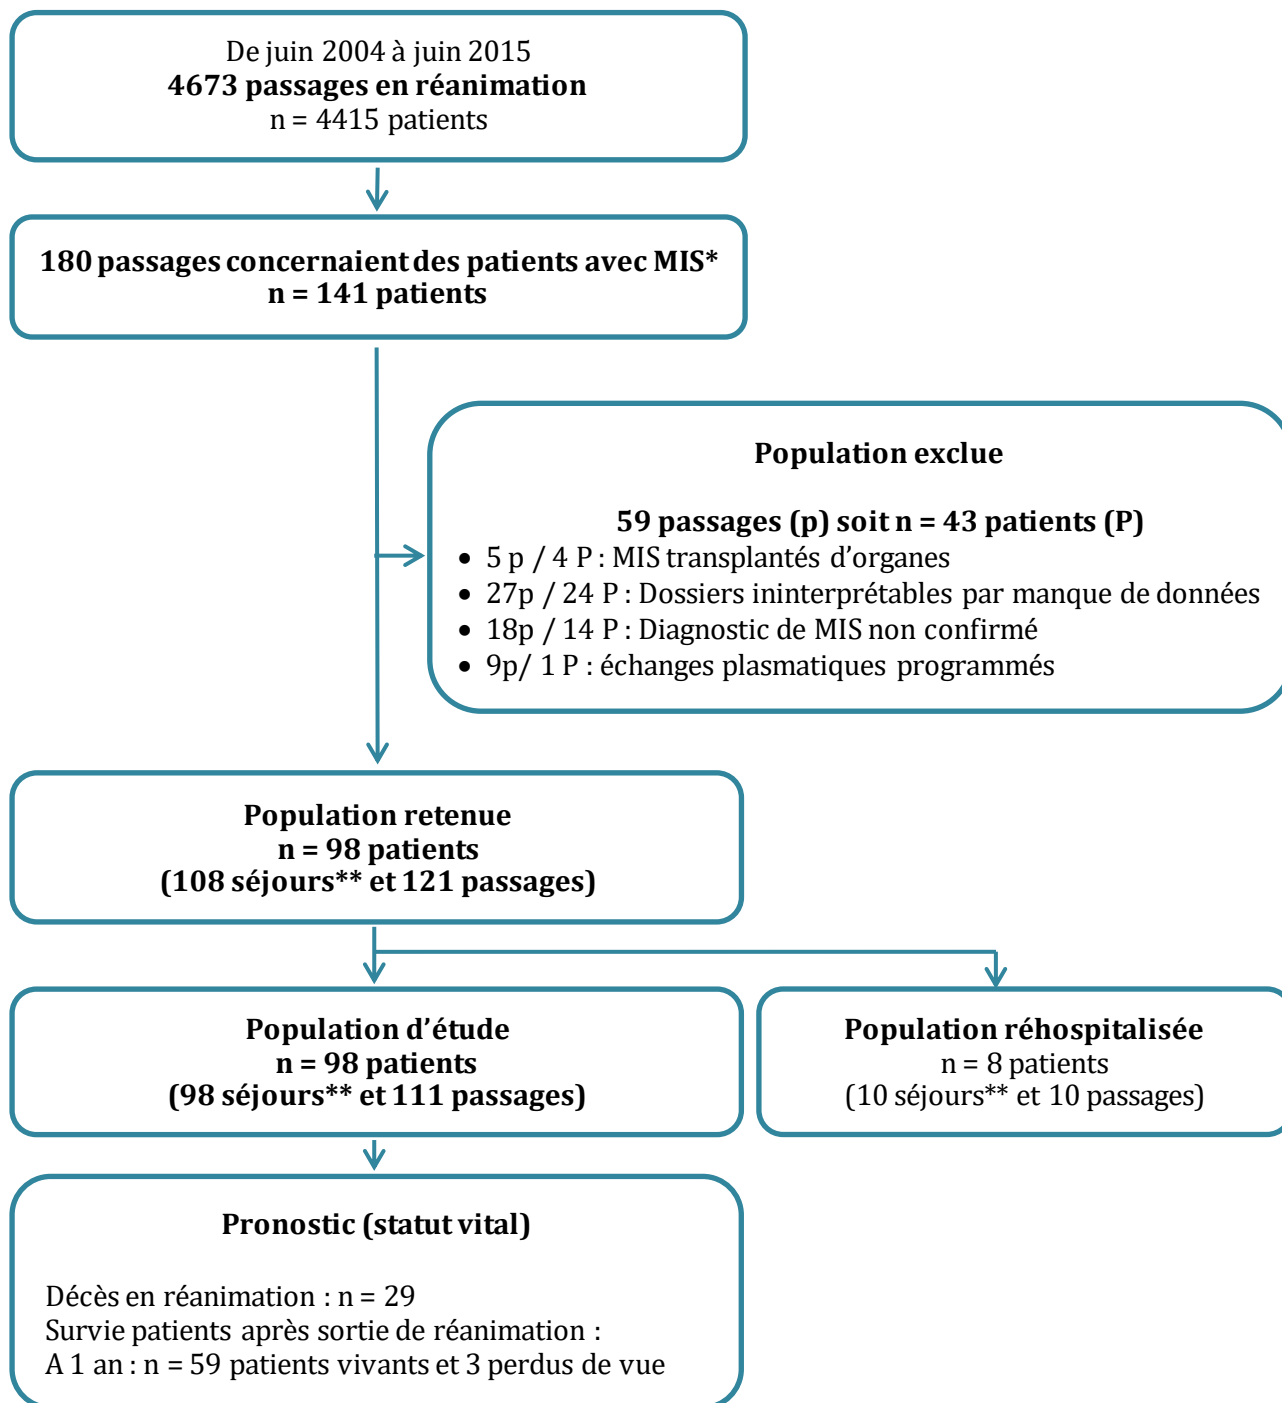 De juin 2004 à juin 2015
4673 passages en réanimation
n = 4415 patients
180 passages concernaient des patients avec MIS*
n = 141 patients
Population exclue
59 passages (p) soit n = 43 patients (P)
• 5 p / 4 P : MIS transplantés d'organes
• 27p / 24 P : Dossiers ininterprétables par manque de données
• 18p / 14 P : Diagnostic de MIS non confirmé
• 9p/ 1 P : échanges plasmatiques programmés
Population retenue
n = 98 patients
(108 séjours** et 121 passages)
Population d'étude
n = 98 patients
(98 séjours** et 111 passages)
Population réhospitalisée
n = 8 patients
(10 séjours** et 10 passages)
Pronostic (statut vital)
Décès en réanimation : n = 29
Survie patients après sortie de réanimation :
A 1 an : n = 59 patients vivants et 3 perdus de vue